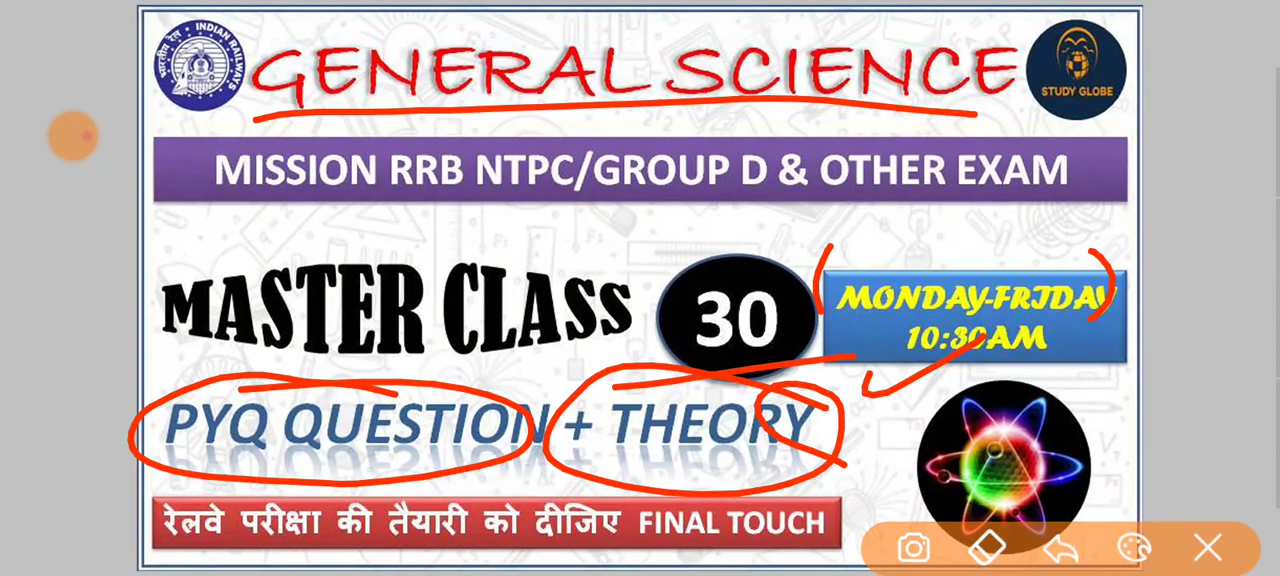 GENERAL SCIENCE
भारतीय रेल INDIAN RAILWAYS
STUDY GLOBE
MISSION RRB NTPC/GROUP D & OTHER EXAM
MASTER CLASS 30
MONDAY-FRIDAY
10:30AM
PYQ QUESTION + THEORY
रेलवे परीक्षा की तैयारी को दीजिए FINAL TOUCH